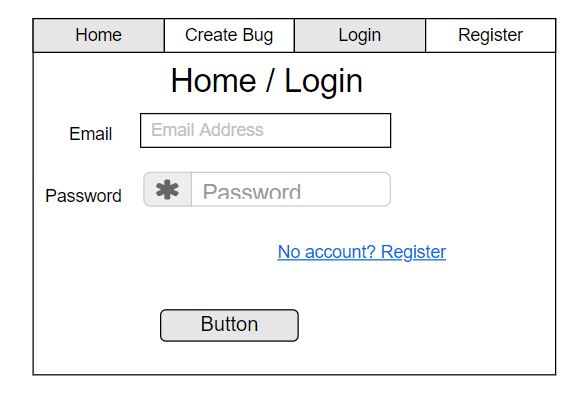 Home Create Bug Login Register
Home / Login
Email Email Address
Password Password
No account? Register
Button